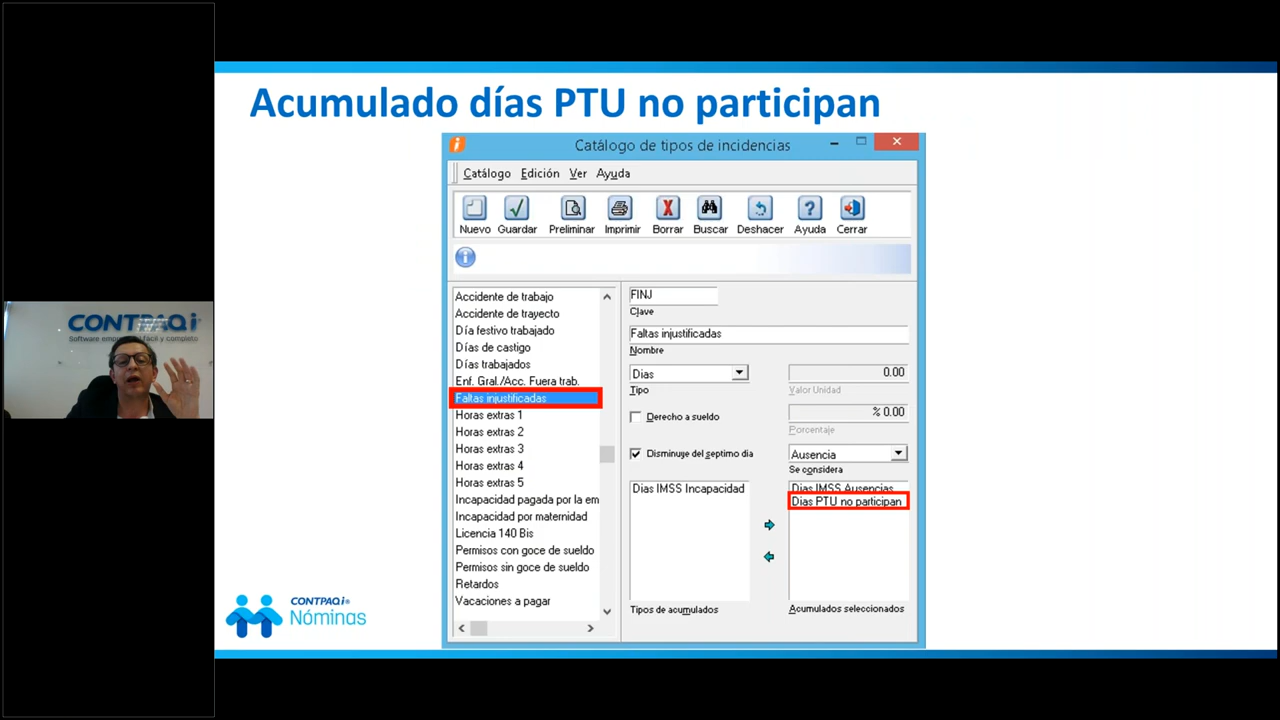 Acumulado días PTU no participan
Catálogo de tipos de incidencias
Catálogo Edición Ver Ayuda
Nuevo Guardar Preliminar Imprimir Borrar Buscar Deshacer Ayuda Cerrar
Accidente de trabajo
Accidente de trayecto
Día festivo trabajado
Días de castigo
Días trabajados
Enf. Gral./Acc. Fuera trab.
Faltas injustificadas
Horas extras 1
Horas extras 2
Horas extras 3
Horas extras 4
Horas extras 5
Incapacidad pagada por la em
Incapacidad por maternidad
Licencia 140 Bis
Permisos con goce de sueldo
Permisos sin goce de sueldo
Retardos
Vacaciones a pagar
FINJ
Clave
Faltas injustificadas
Nombre
Dias
Tipo
0.00
Valor Unidad
Derecho a sueldo
% 0.00
Porcentaje
Disminuye del septimo dia
Ausencia
Se considera
Dias IMSS Incapacidad
Tipos de acumulados
Dias IMSS Ausencias
Dias PTU no participan
Acumulados seleccionados
CONTPAQi
CONTPAQi®
Nóminas